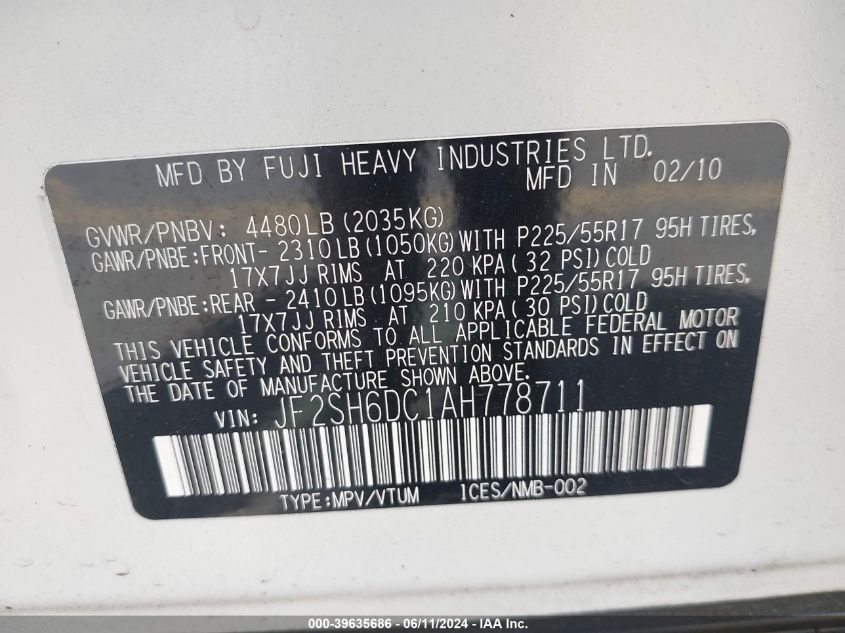 MFD BY FUJI HEAVY INDUSTRIES LTD.
MFD IN 02/10
GVWR/PNBV: 4480LB (2035KG)
GAWR/PNBE:FRONT- 2310LB(1050KG)WITH P225/55R17 95H TIRES,
17X7JJ RIMS AT 220 KPA( 32 PSI)COLD
GAWR/PNBE:REAR - 2410LB(1095KG)WITH P225/55R17 95H TIRES,
17X7JJ RIMS AT 210 KPA(30 PSI)COLD
THIS VEHICLE CONFORMS TO ALL APPLICABLE FEDERAL MOTOR
VEHICLE SAFETY AND THEFT PREVENTION STANDARDS IN EFFECT ON
THE DATE OF MANUFACTURE SHOWN ABOVE.
VIN: JF2SH6DC1AH778711
TYPE:MPV/VTUM ICES/NMB-002
000-39635686 - 06/11/2024 - IAA Inc.